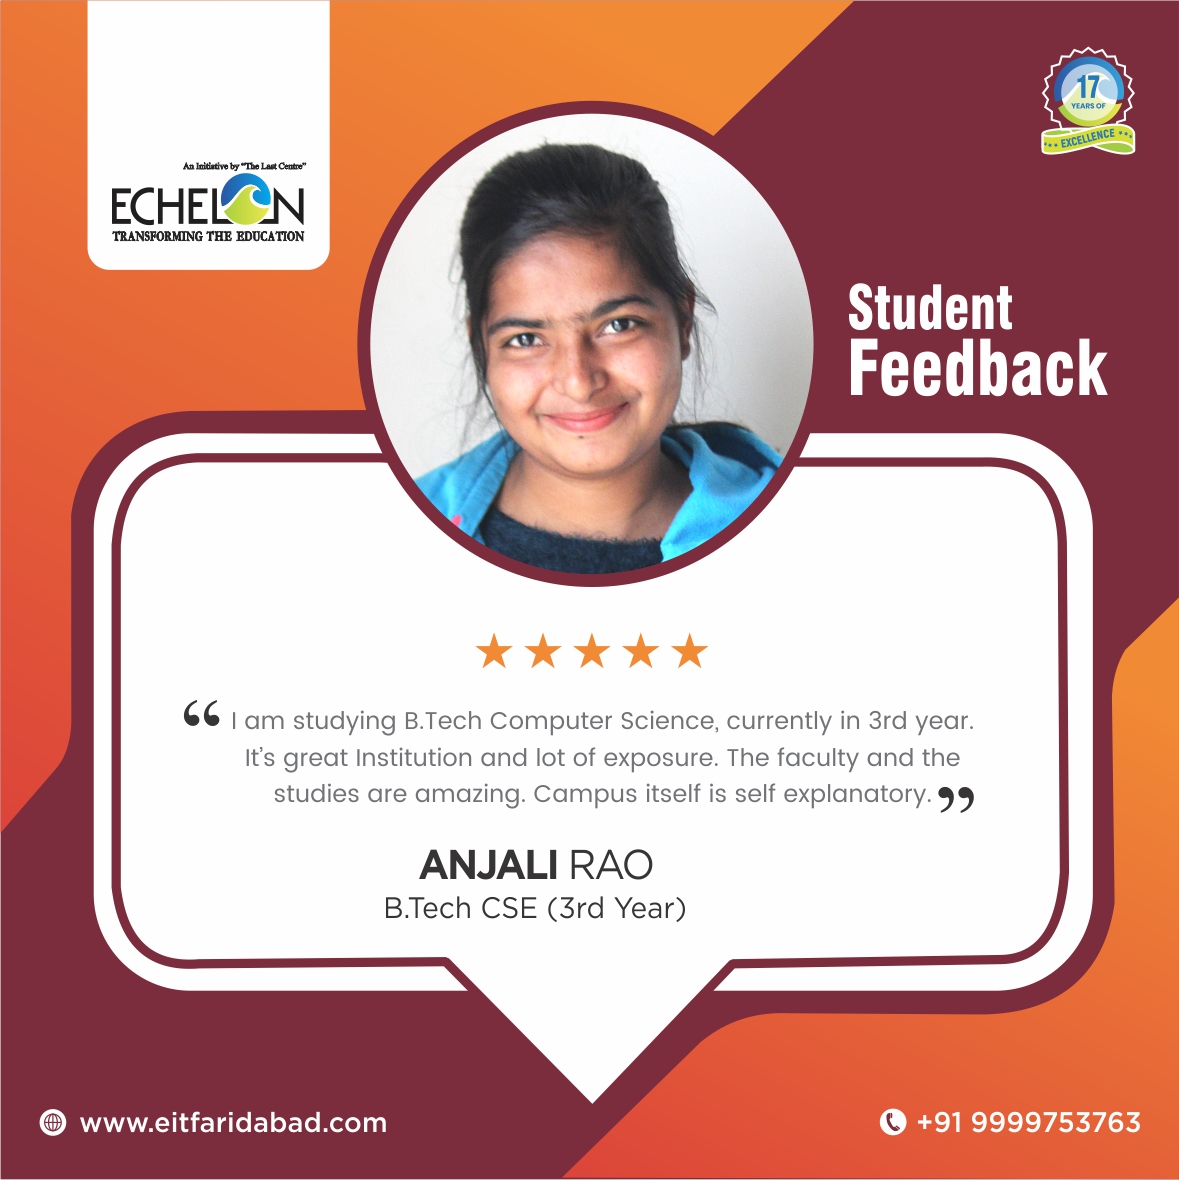 An Initiative by "The Last Centre"
ECHELON
TRANSFORMING THE EDUCATION
17
YEARS OF
EXCELLENCE
Student
Feedback
“ I am studying B.Tech Computer Science, currently in 3rd year.
It’s great Institution and lot of exposure. The faculty and the
studies are amazing. Campus itself is self explanatory. ”
ANJALI RAO
B.Tech CSE (3rd Year)
www.eitfaridabad.com
+91 9999753763